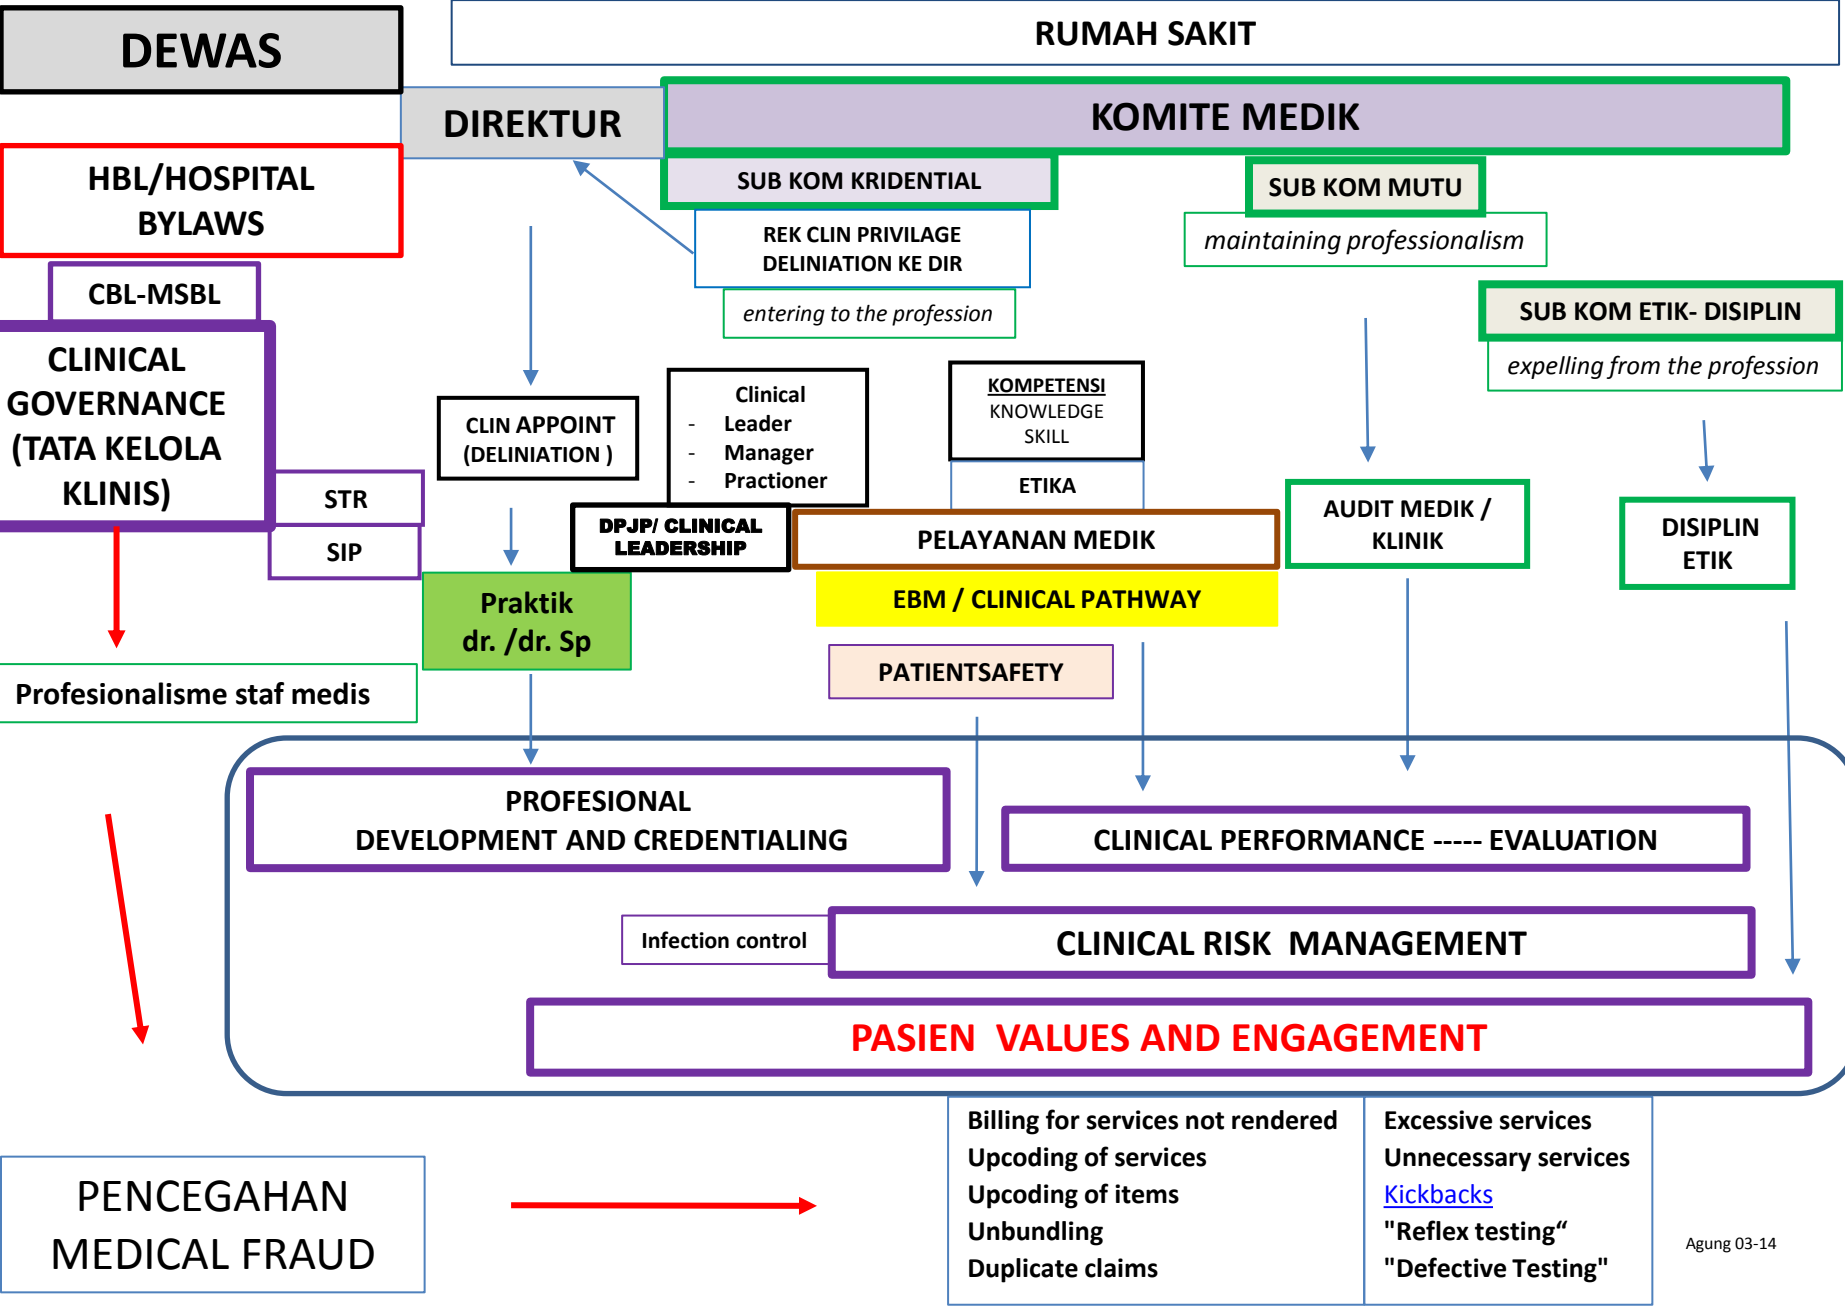 DEWAS
RUMAH SAKIT
DIREKTUR
KOMITE MEDIK
HBL/HOSPITAL
BYLAWS
SUB KOM KRIDENTIAL
SUB KOM MUTU
REK CLIN PRIVILAGE
DELINIATION KE DIR
maintaining professionalism
CBL-MSBL
entering to the profession
SUB KOM ETIK- DISIPLIN
expelling from the profession
CLINICAL
GOVERNANCE
(TATA KELOLA
KLINIS)
CLIN APPOINT
(DELINIATION )
Clinical
- Leader
- Manager
- Practioner
KOMPETENSI
KNOWLEDGE
SKILL
ETIKA
STR
SIP
DPJP/ CLINICAL
LEADERSHIP
PELAYANAN MEDIK
AUDIT MEDIK /
KLINIK
DISIPLIN
ETIK
Praktik
dr. /dr. Sp
EBM / CLINICAL PATHWAY
PATIENTSAFETY
Profesionalisme staf medis
PROFESIONAL
DEVELOPMENT AND CREDENTIALING
CLINICAL PERFORMANCE ----- EVALUATION
Infection control
CLINICAL RISK  MANAGEMENT
PASIEN  VALUES AND ENGAGEMENT
PENCEGAHAN
MEDICAL FRAUD
Billing for services not rendered
Upcoding of services
Upcoding of items
Unbundling
Duplicate claims
Excessive services
Unnecessary services
Kickbacks
"Reflex testing“
"Defective Testing"
Agung 03-14